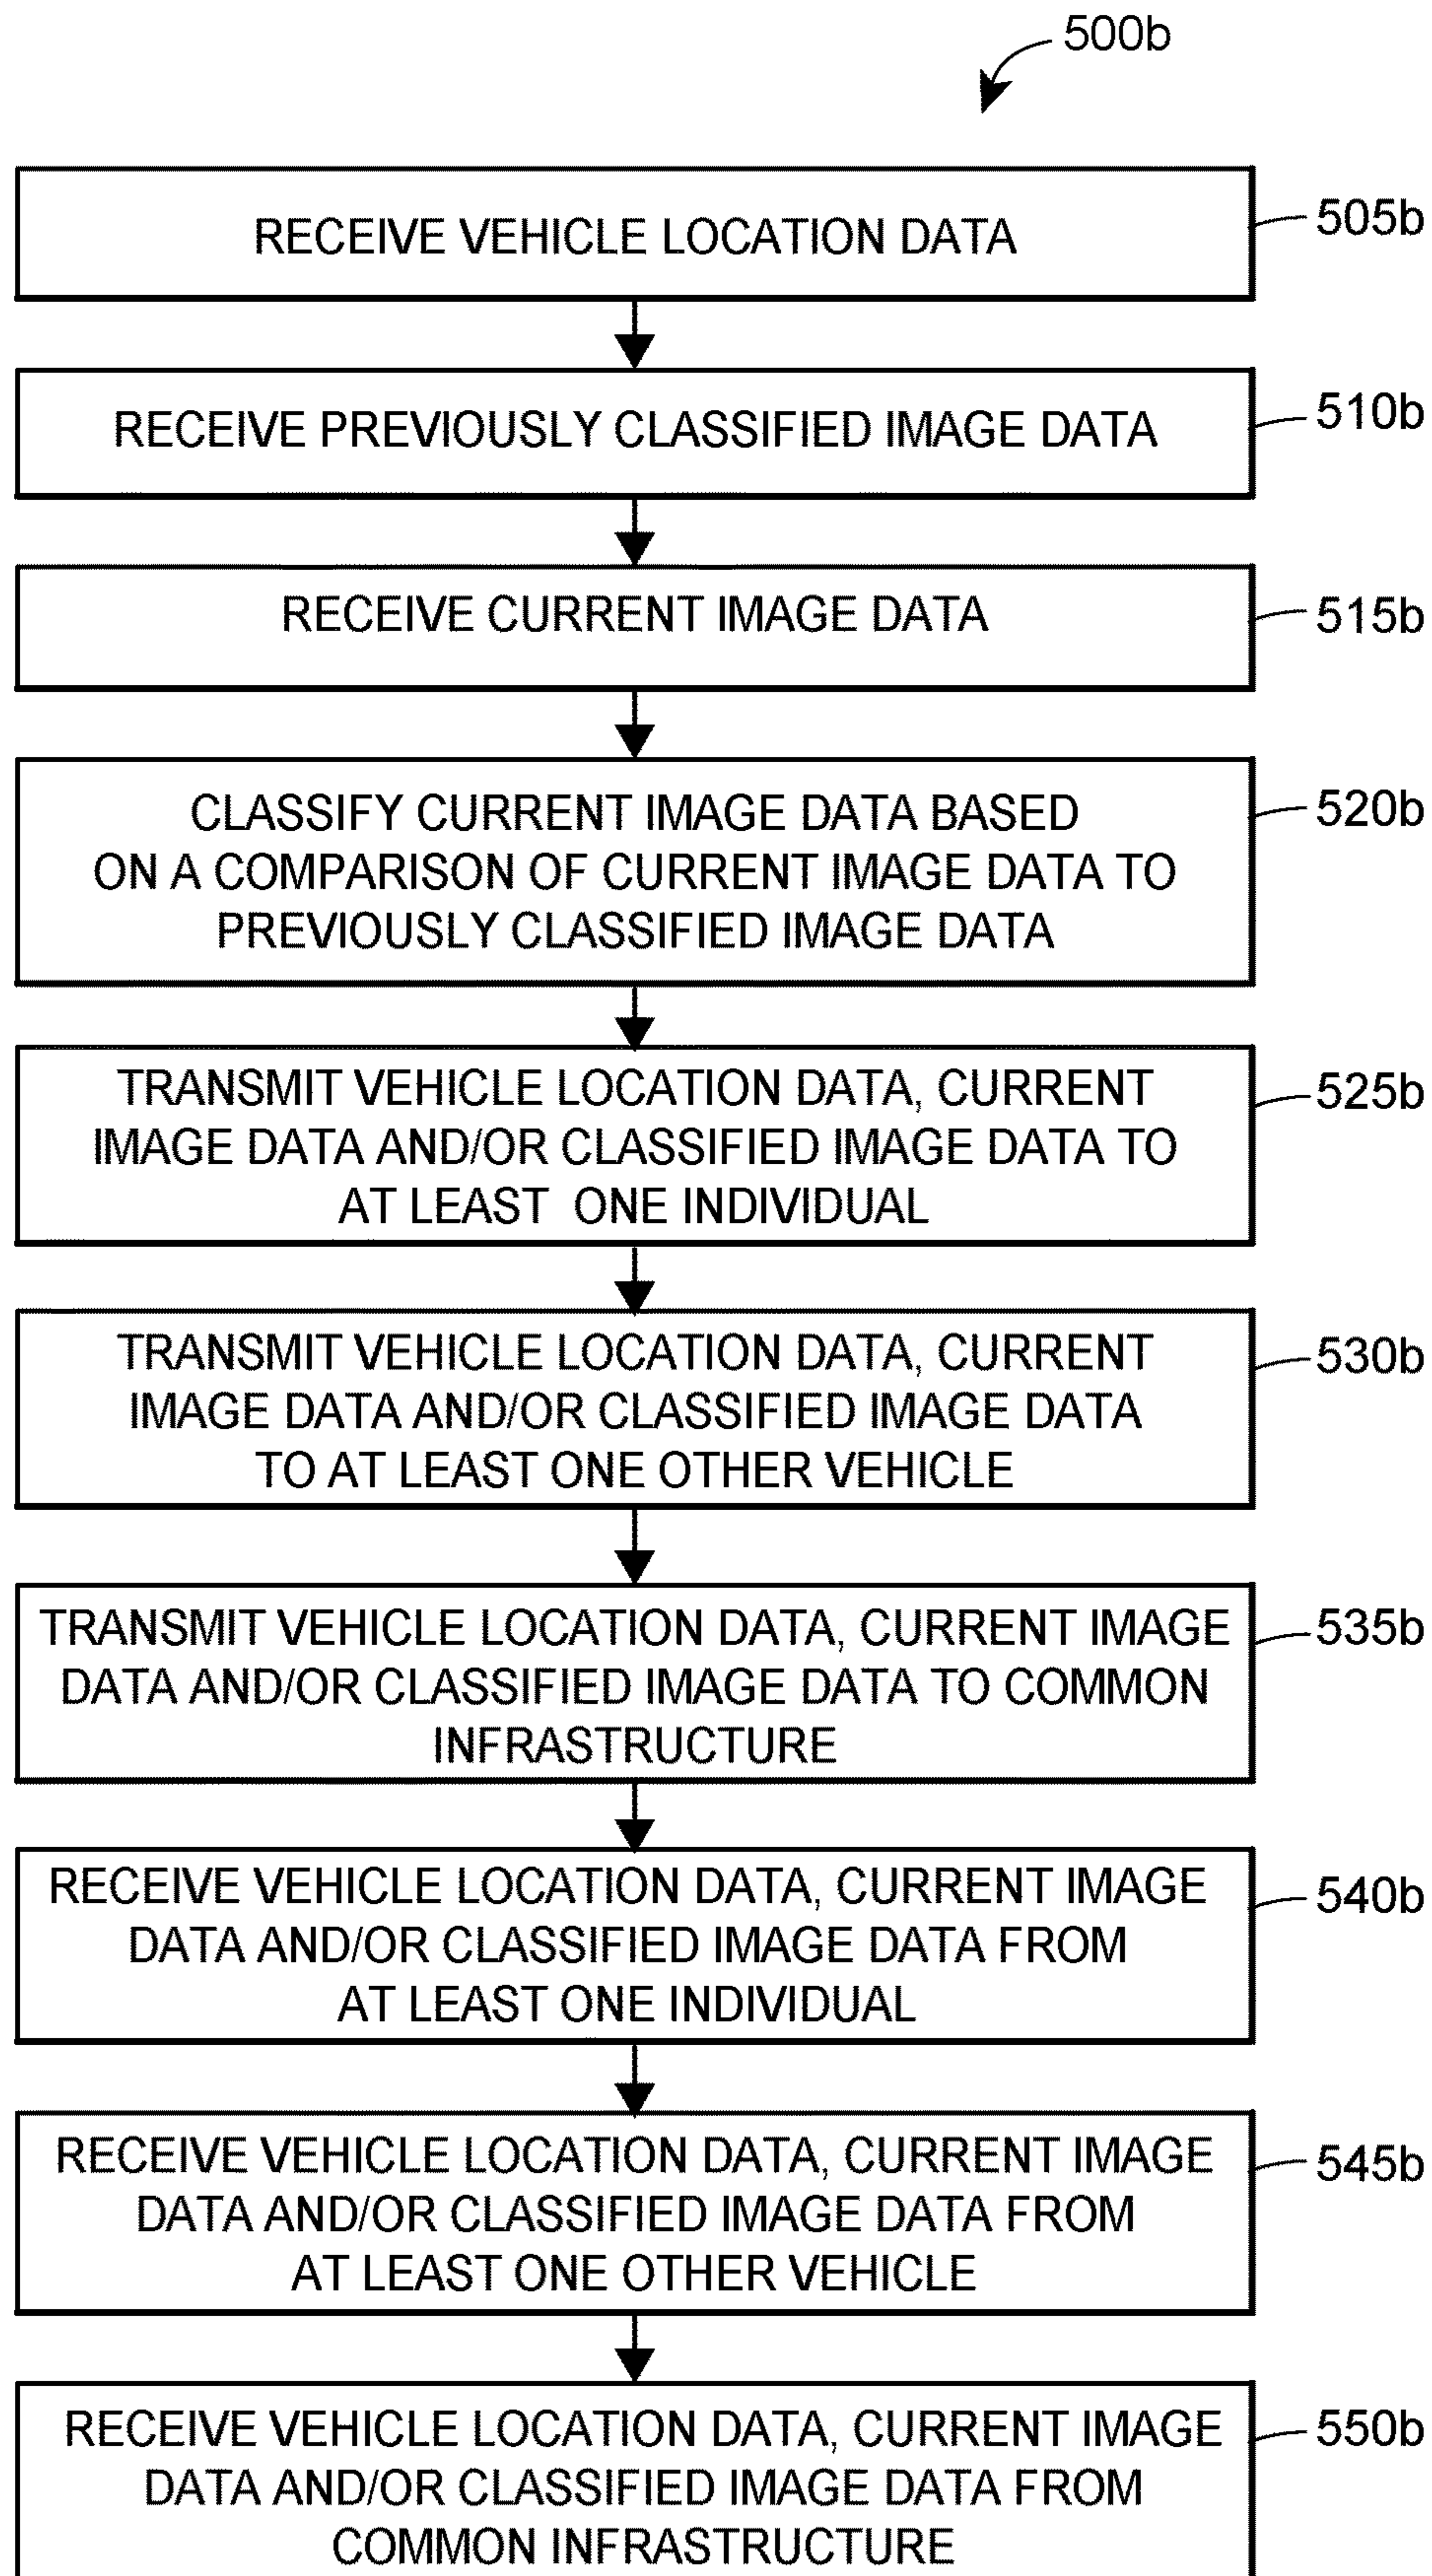 500b
RECEIVE VEHICLE LOCATION DATA
505b
RECEIVE PREVIOUSLY CLASSIFIED IMAGE DATA
510b
RECEIVE CURRENT IMAGE DATA
515b
CLASSIFY CURRENT IMAGE DATA BASED
ON A COMPARISON OF CURRENT IMAGE DATA TO
PREVIOUSLY CLASSIFIED IMAGE DATA
520b
TRANSMIT VEHICLE LOCATION DATA, CURRENT
IMAGE DATA AND/OR CLASSIFIED IMAGE DATA TO
AT LEAST ONE INDIVIDUAL
525b
TRANSMIT VEHICLE LOCATION DATA, CURRENT
IMAGE DATA AND/OR CLASSIFIED IMAGE DATA
TO AT LEAST ONE OTHER VEHICLE
530b
TRANSMIT VEHICLE LOCATION DATA, CURRENT IMAGE
DATA AND/OR CLASSIFIED IMAGE DATA TO COMMON
INFRASTRUCTURE
535b
RECEIVE VEHICLE LOCATION DATA, CURRENT IMAGE
DATA AND/OR CLASSIFIED IMAGE DATA FROM
AT LEAST ONE INDIVIDUAL
540b
RECEIVE VEHICLE LOCATION DATA, CURRENT IMAGE
DATA AND/OR CLASSIFIED IMAGE DATA FROM
AT LEAST ONE OTHER VEHICLE
545b
RECEIVE VEHICLE LOCATION DATA, CURRENT IMAGE
DATA AND/OR CLASSIFIED IMAGE DATA FROM
COMMON INFRASTRUCTURE
550b